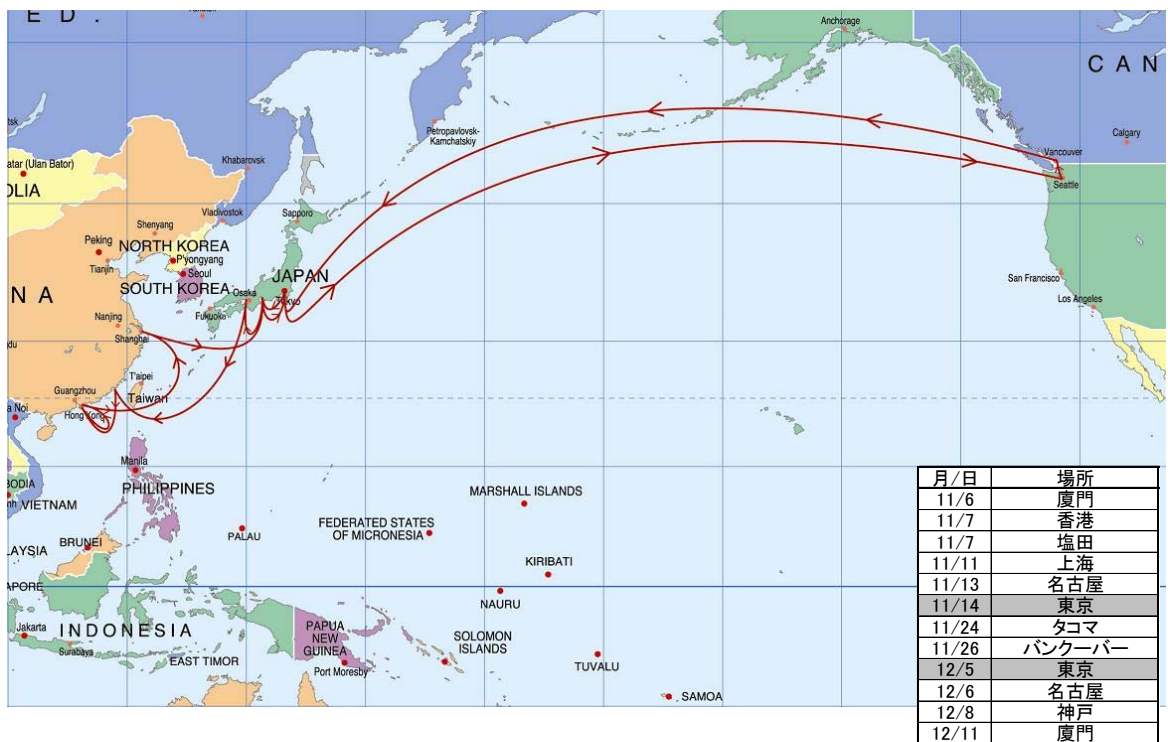 E D .
Anchorage
C A N
Petropavlovsk-
Kamchatskiy
Calgary
Khabarovsk
Vancouver
atar (Ulan Bator)
Seattle
OLIA
Vladivostok
Sapporo
Shenyang
Peking
NORTH KOREA
P'yongyang
Tianjin
Seoul
JAPAN
San Francisco
SOUTH KOREA
Osaka
Tokyo
N A
Los Angeles
Nanjing
Fukuoka
Shanghai
T'aipei
Guangzhou
Taiwan
Hong Kong
a Noi
Manila
BODIA
PHILIPPINES
MARSHALL ISLANDS
nh VIETNAM
FEDERATED STATES
OF MICRONESIA
PALAU
BRUNEI
LAYSIA
KIRIBATI
APORE
NAURU
Jakarta
INDONESIA
PAPUA
NEW
GUINEA
SOLOMON
ISLANDS
Surabaya
EAST TIMOR
Port Moresby
TUVALU
SAMOA
月/日 場所
11/6 廈門
11/7 香港
11/7 塩田
11/11 上海
11/13 名古屋
11/14 東京
11/24 タコマ
11/26 バンクーバー
12/5 東京
12/6 名古屋
12/8 神戸
12/11 廈門